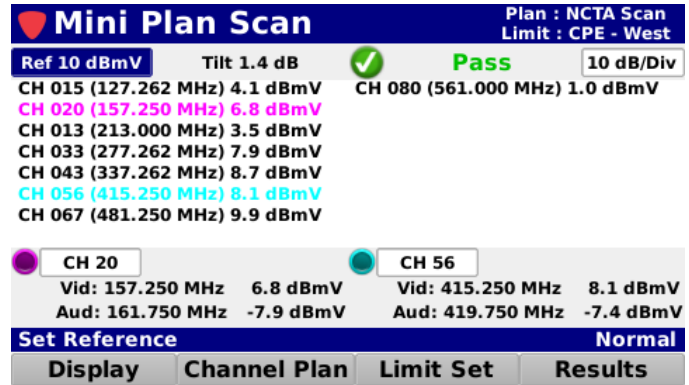 Mini Plan Scan
Plan : NCTA Scan
Limit : CPE - West
Ref 10 dBmV Tilt 1.4 dB Pass 10 dB/Div
CH 015 (127.262 MHz) 4.1 dBmV
CH 020 (157.250 MHz) 6.8 dBmV
CH 013 (213.000 MHz) 3.5 dBmV
CH 033 (277.262 MHz) 7.9 dBmV
CH 043 (337.262 MHz) 8.7 dBmV
CH 056 (415.250 MHz) 8.1 dBmV
CH 067 (481.250 MHz) 9.9 dBmV
CH 080 (561.000 MHz) 1.0 dBmV
CH 20
Vid: 157.250 MHz 6.8 dBmV
Aud: 161.750 MHz -7.9 dBmV
CH 56
Vid: 415.250 MHz 8.1 dBmV
Aud: 419.750 MHz -7.4 dBmV
Set Reference Normal
Display Channel Plan Limit Set Results